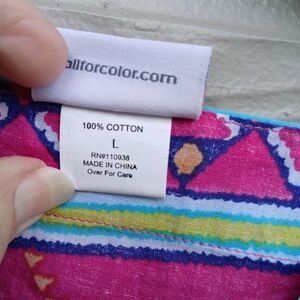 allforcolor.com
100% COTTON
L
RN#110938
MADE IN CHINA
Over For Care